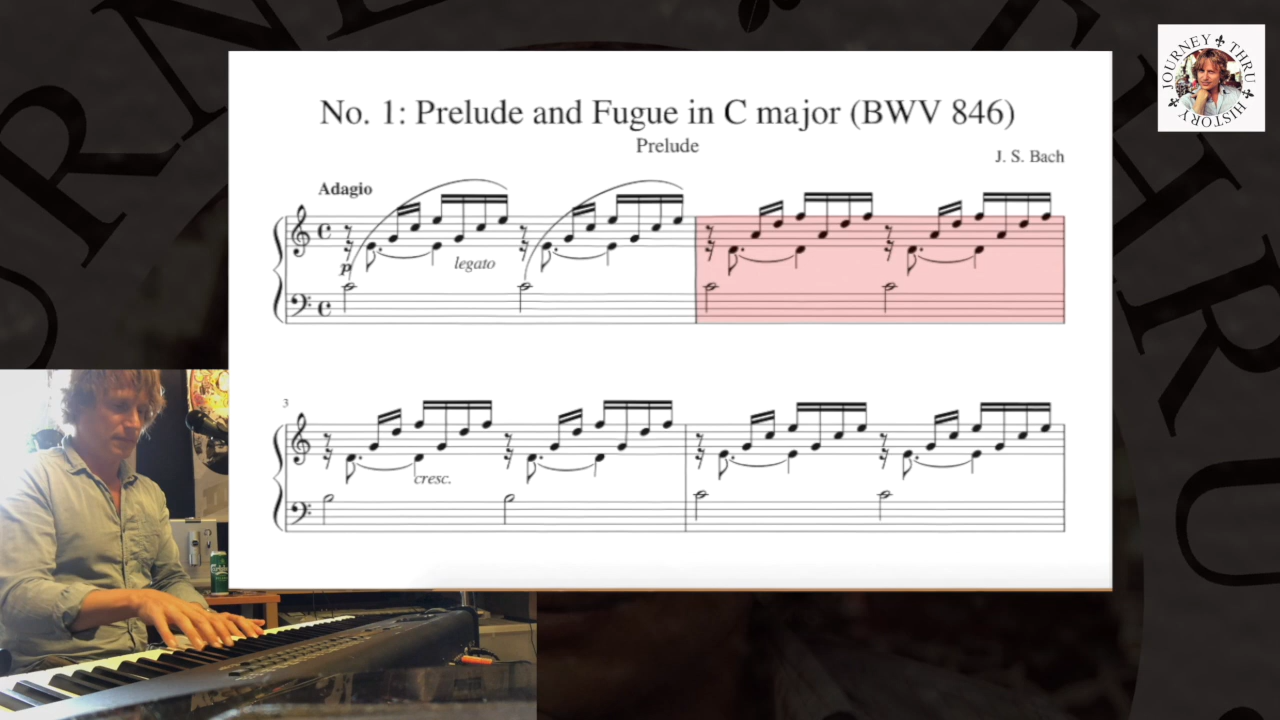 No. 1: Prelude and Fugue in C major (BWV 846)
Prelude
J. S. Bach
Adagio
p
legato
3
cresc.
JOURNEY THRU HISTORY